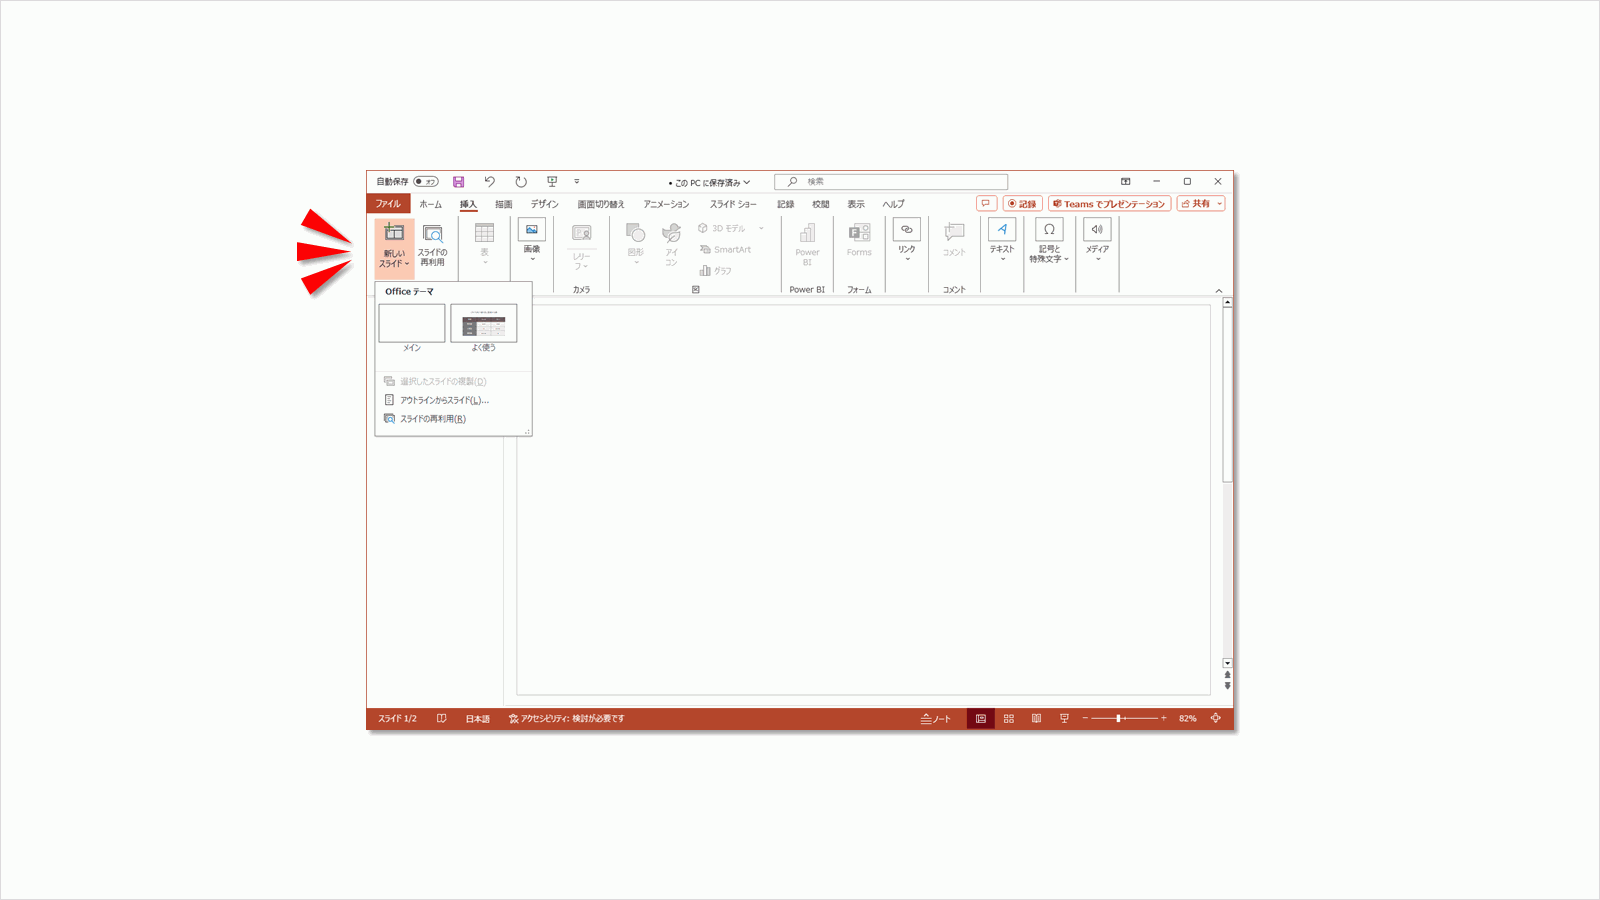 自動保存 オフ
• この PC に保存済み
検索
ファイル ホーム 挿入 描画 デザイン 画面切り替え アニメーション スライド ショー 記録 校閲 表示 ヘルプ
記録 Teams でプレゼンテーション 共有
新しい
スライド
スライドの
再利用
表
画像
レリー
フ
図形
アイ
コン
3D モデル
SmartArt
グラフ
Power
BI
Forms
リンク
コメント
テキスト
記号と
特殊文字
メディア
カメラ
Power BI
フォーム
コメント
Office テーマ
メイン
よく使う
選択したスライドの複製(D)
アウトラインからスライド(L)...
スライドの再利用(R)
スライド 1/2 日本語 アクセシビリティ: 検討が必要です ノート 82%